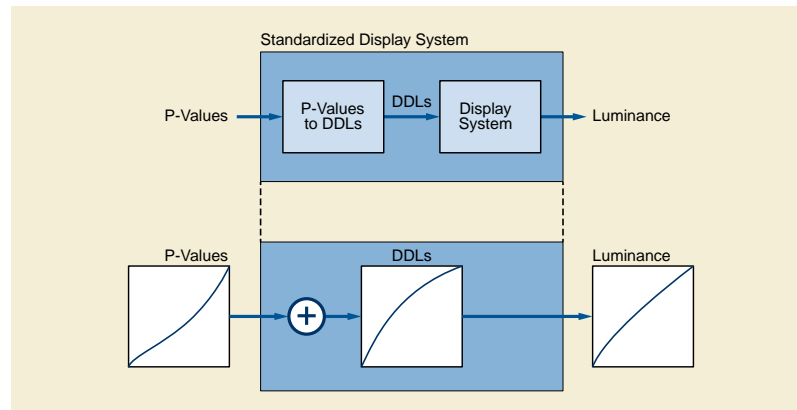 Standardized Display System
P-Values
P-Values
to DDLs
DDLs
Display
System
Luminance
P-Values
DDLs
Luminance
+